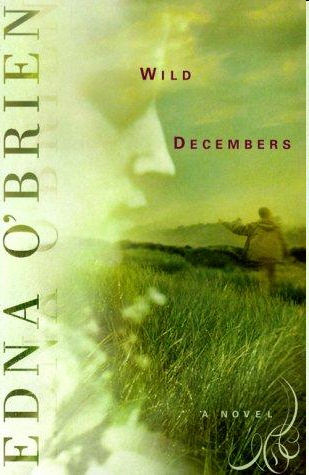 EDNA O'BRIEN
WILD
DECEMBERS
A NOVEL